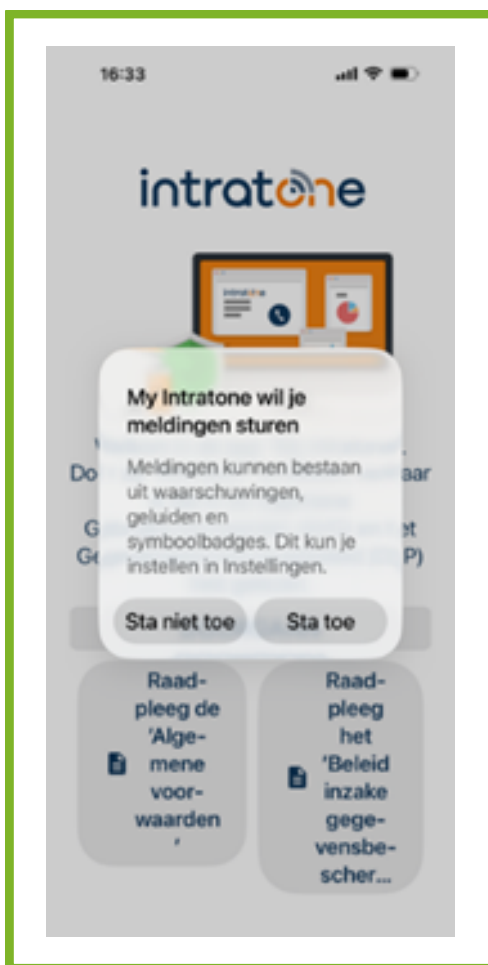 16:33
intratone
My Intratone wil je
meldingen sturen
Meldingen kunnen bestaan
uit waarschuwingen,
geluiden en
symboolbadges. Dit kun je
instellen in Instellingen.
Sta niet toe
Sta toe
Raad-
pleeg de
'Alge-
mene
voor-
waarden
'
Raad-
pleeg
het
'Beleid
inzake
gege-
vensbe-
scher...